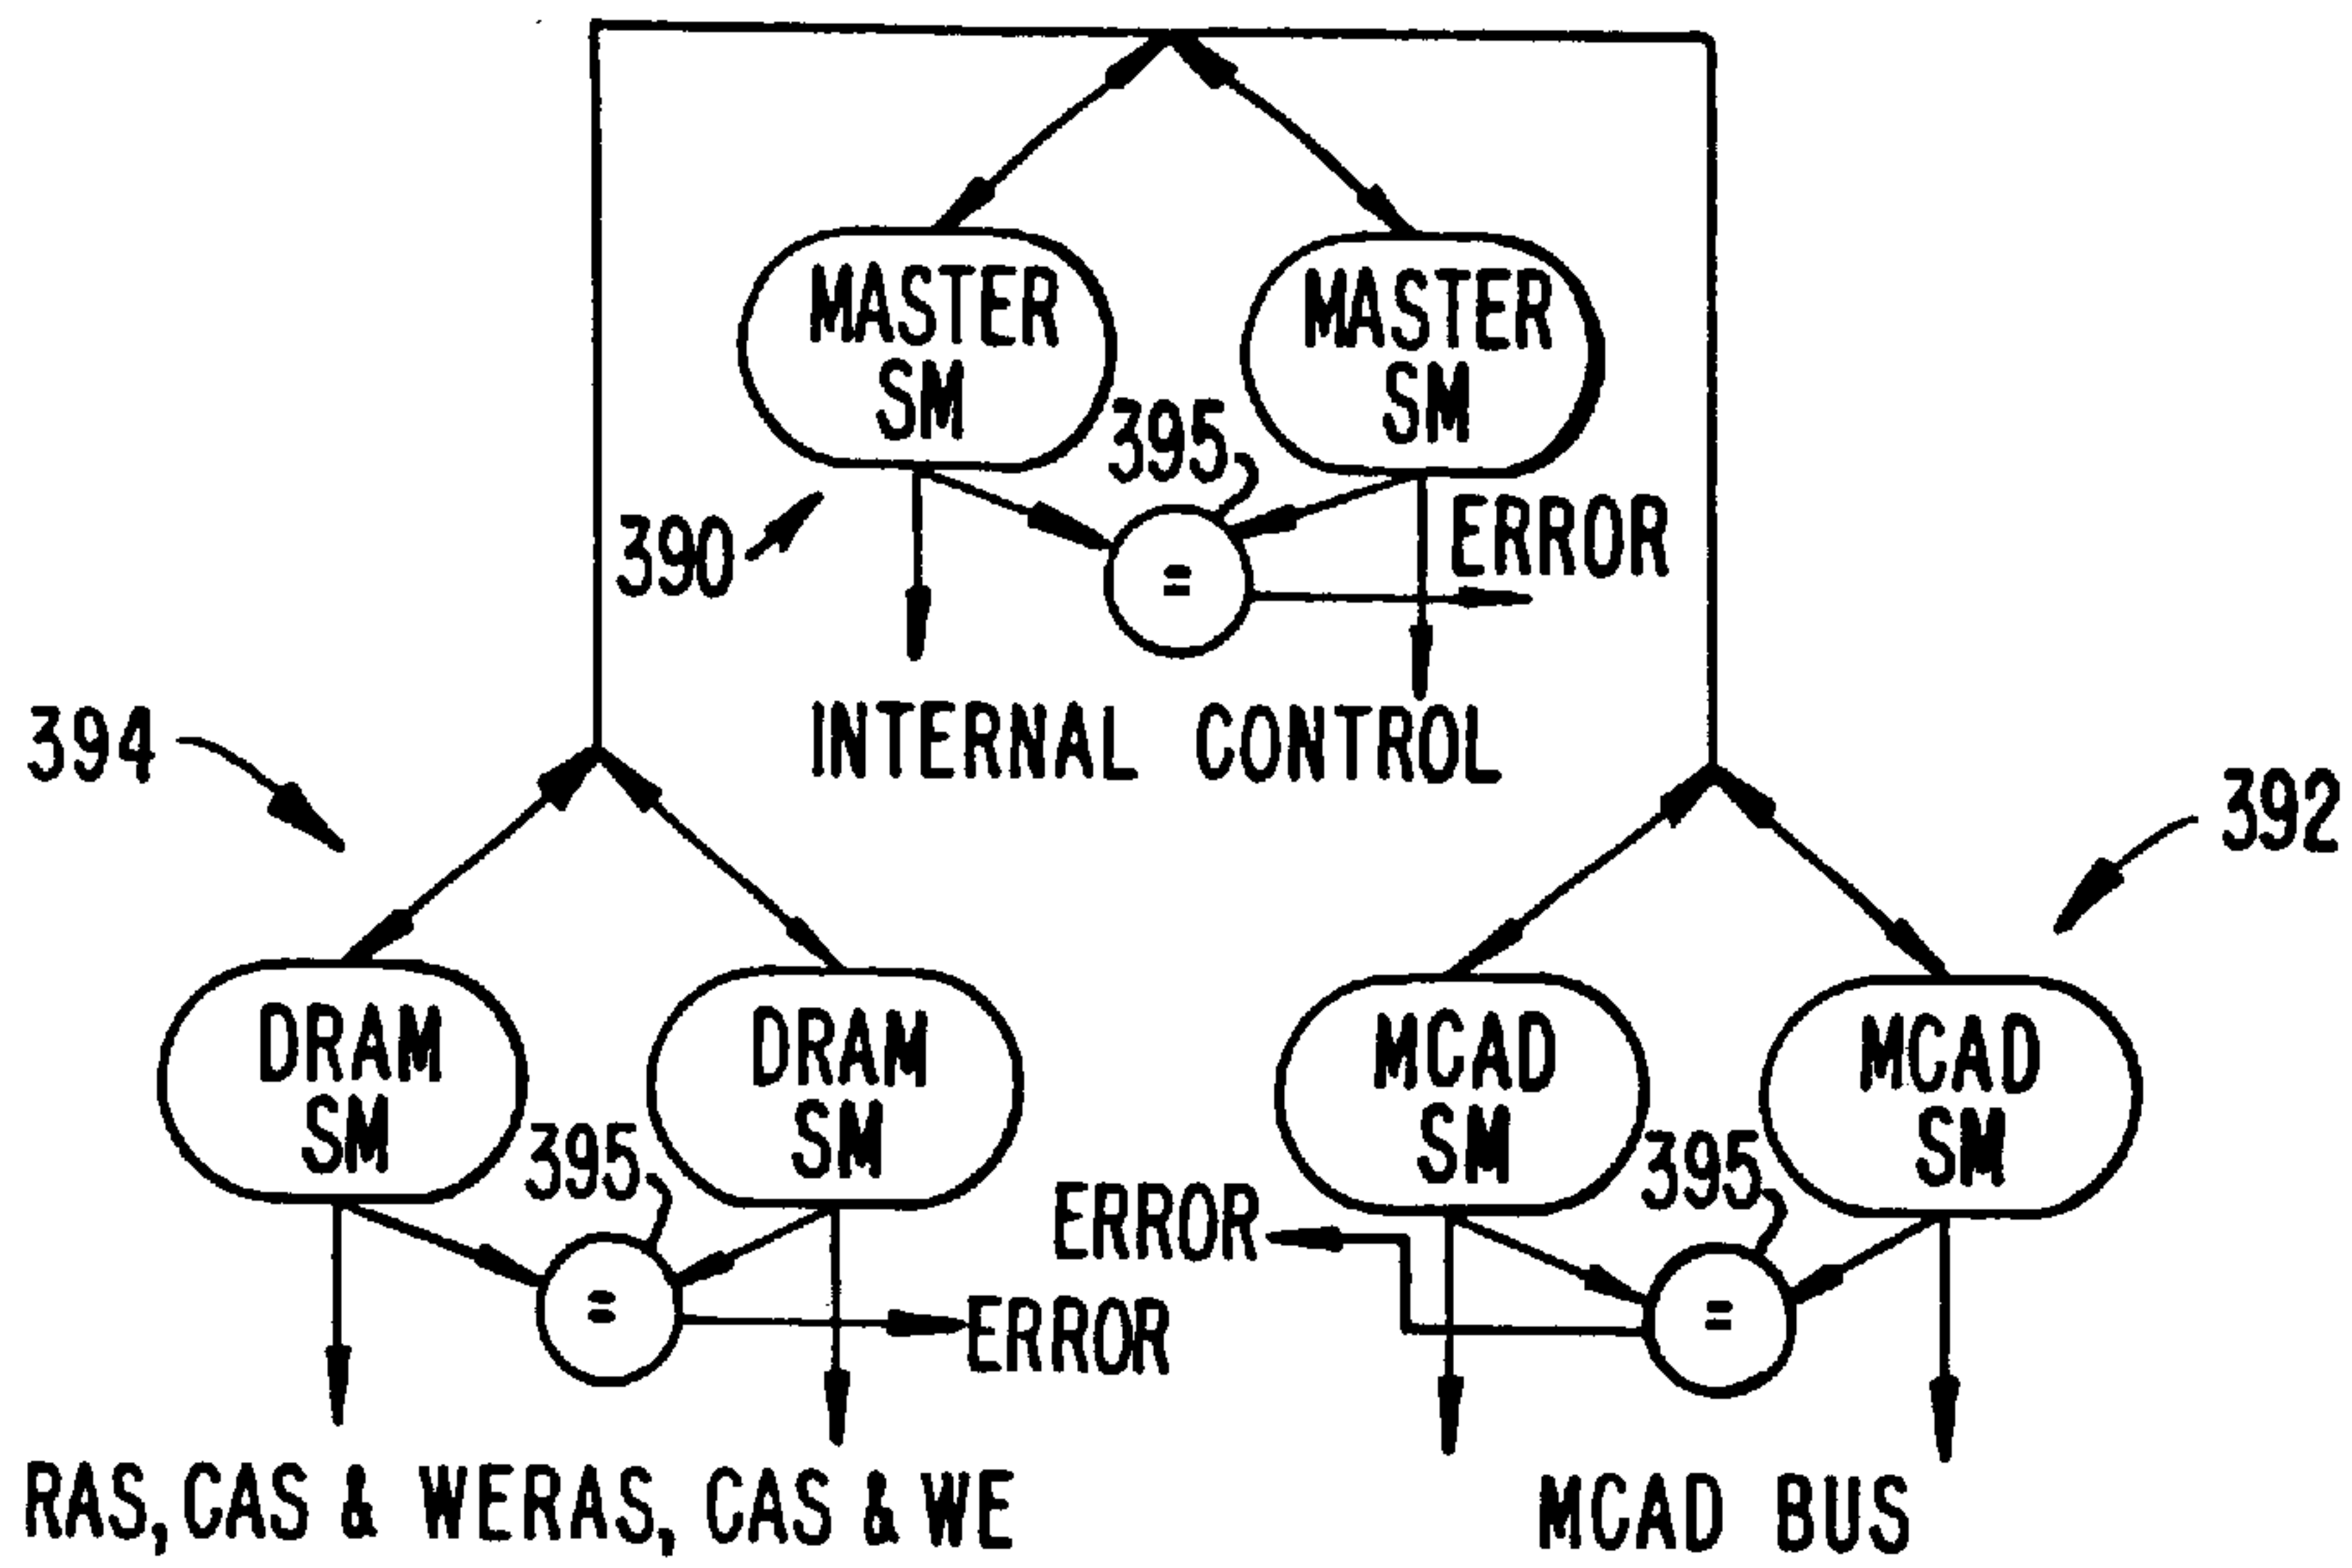 MASTER
SM
MASTER
SM
395
390
=
ERROR
INTERNAL CONTROL
394
392
DRAM
SM
DRAM
SM
395
=
ERROR
MCAD
SM
MCAD
SM
395
ERROR
=
RAS, CAS & WERAS, CAS & WE
MCAD BUS